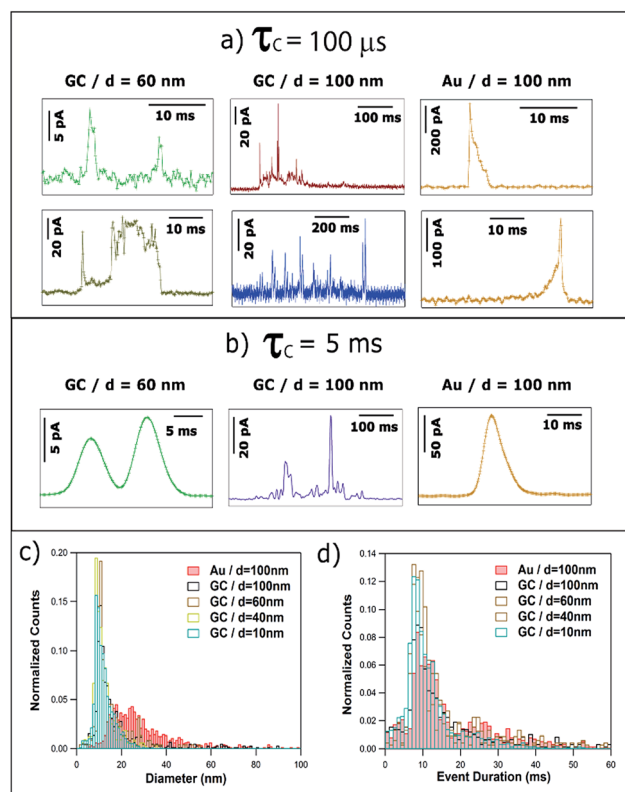 a) τc = 100 µs
GC / d = 60 nm
GC / d = 100 nm
Au / d = 100 nm
5 pA
10 ms
20 pA
100 ms
200 pA
10 ms
20 pA
10 ms
20 pA
200 ms
100 pA
10 ms
b) τc = 5 ms
GC / d = 60 nm
GC / d = 100 nm
Au / d = 100 nm
5 pA
5 ms
20 pA
100 ms
50 pA
10 ms
c)
Normalized Counts
0.20
0.15
0.10
0.05
0.00
0
20
40
60
80
100
Diameter (nm)
Au / d=100nm
GC / d=100nm
GC / d=60nm
GC / d=40nm
GC / d=10nm
d)
Normalized Counts
0.14
0.12
0.10
0.08
0.06
0.04
0.02
0.00
0
10
20
30
40
50
60
Event Duration (ms)
Au / d=100nm
GC / d=100nm
GC / d=60nm
GC / d=40nm
GC / d=10nm